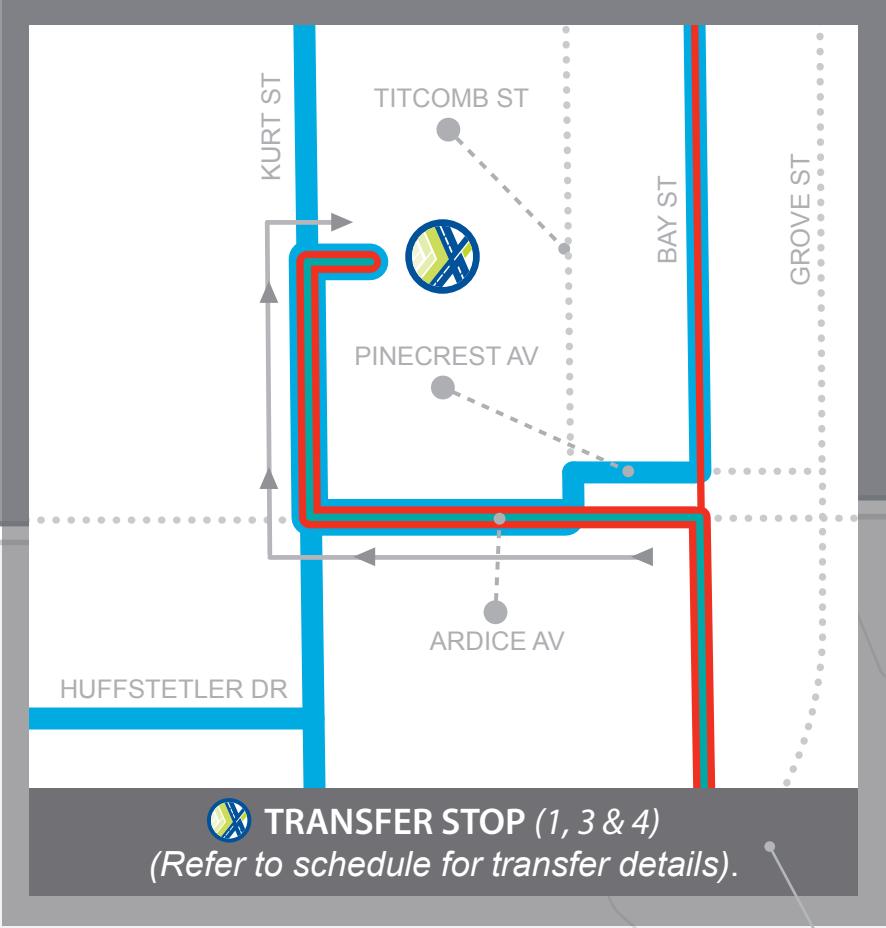 KURT ST
TITCOMB ST
BAY ST
GROVE ST
PINECREST AV
ARDICE AV
HUFFSTETLER DR
TRANSFER STOP (1, 3 & 4)
(Refer to schedule for transfer details).